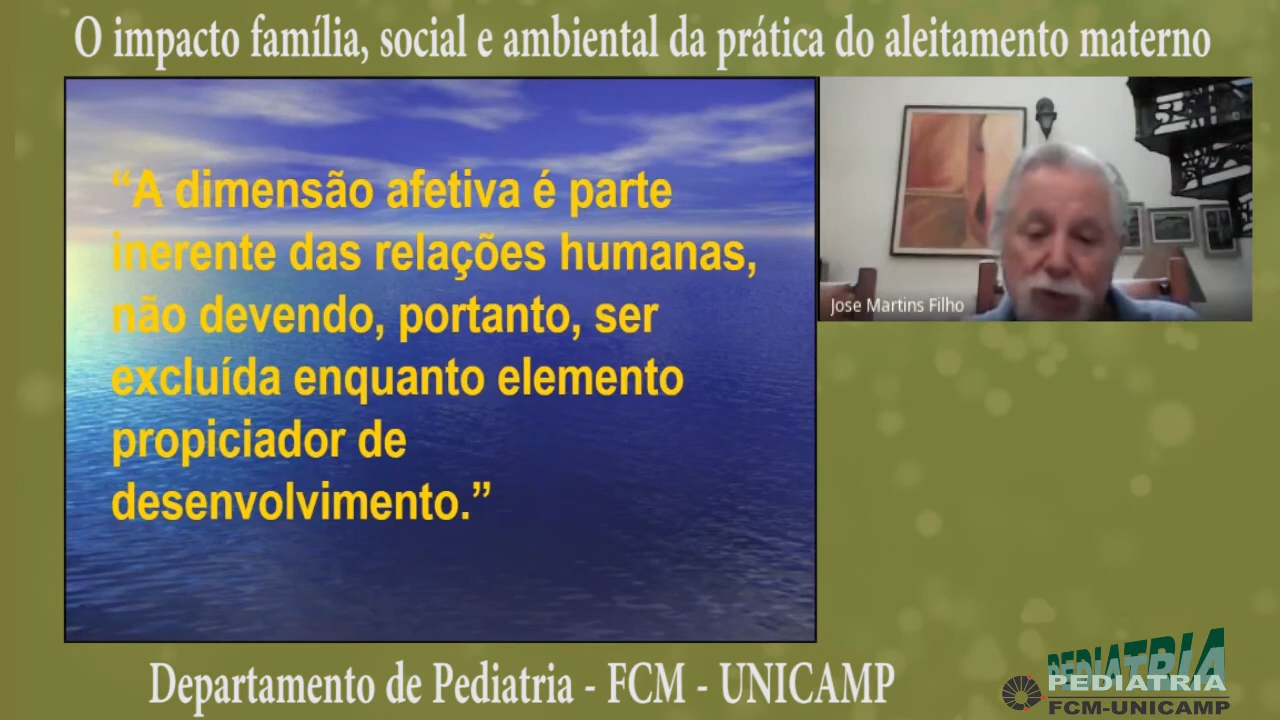 O impacto família, social e ambiental da prática do aleitamento materno
“A dimensão afetiva é parte
inerente das relações humanas,
não devendo, portanto, ser
excluída enquanto elemento
propiciador de
desenvolvimento.”
Jose Martins Filho
Departamento de Pediatria - FCM - UNICAMP
PEDIATRIA
PEDIATRIA
FCM-UNICAMP